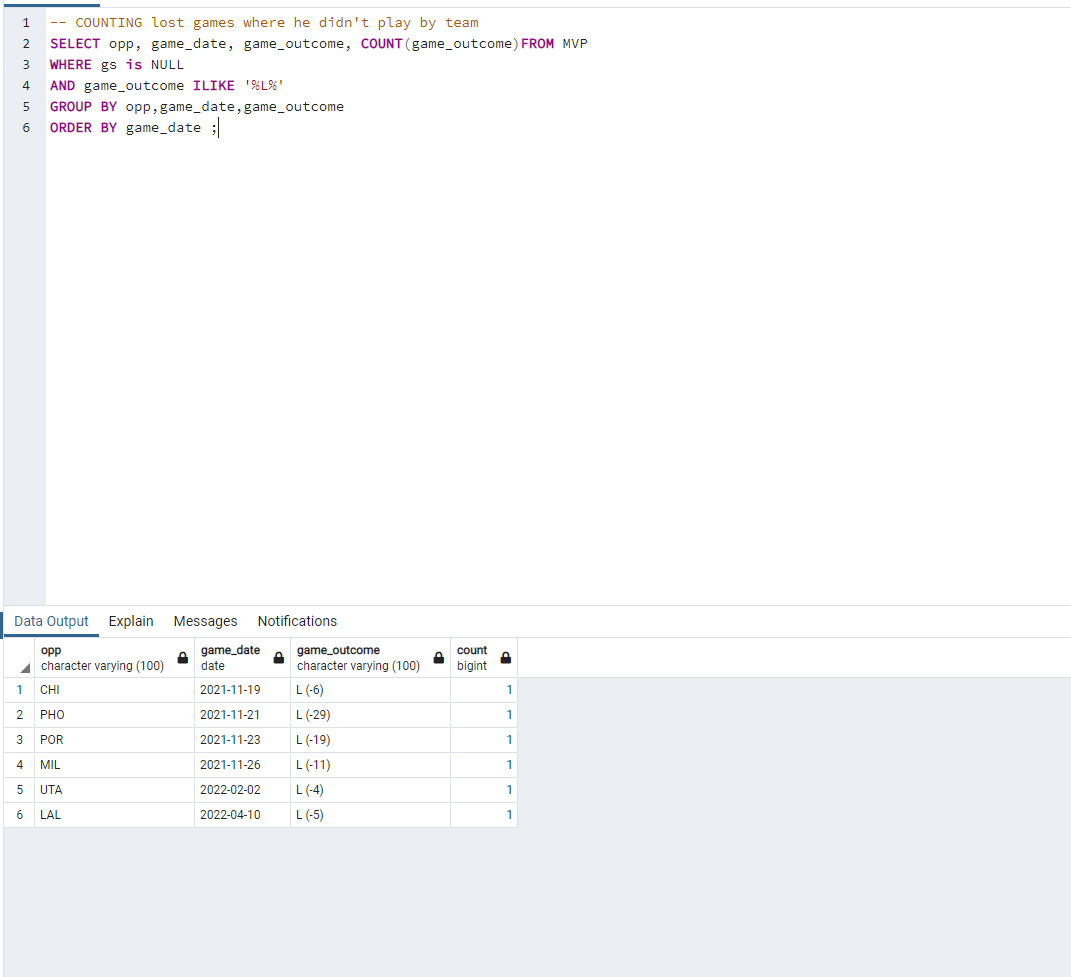 1 -- COUNTING lost games where he didn't play by team
2 SELECT opp, game_date, game_outcome, COUNT(game_outcome)FROM MVP
3 WHERE gs is NULL
4 AND game_outcome ILIKE '%L%'
5 GROUP BY opp,game_date,game_outcome
6 ORDER BY game_date ;
Data Output Explain Messages Notifications
opp game_date game_outcome count
character varying (100) date character varying (100) bigint
1 CHI 2021-11-19 L (-6) 1
2 PHO 2021-11-21 L (-29) 1
3 POR 2021-11-23 L (-19) 1
4 MIL 2021-11-26 L (-11) 1
5 UTA 2022-02-02 L (-4) 1
6 LAL 2022-04-10 L (-5) 1